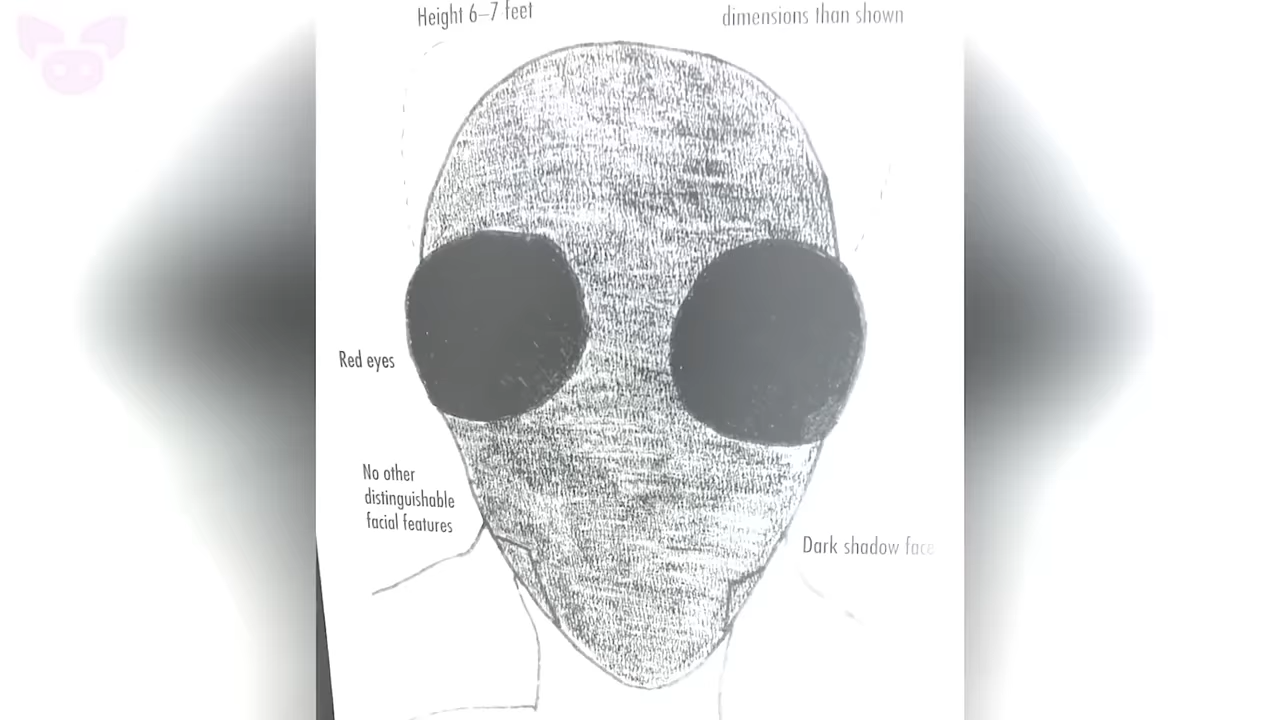 Height 6–7 feet
dimensions than shown
Red eyes
No other
distinguishable
facial features
Dark shadow face